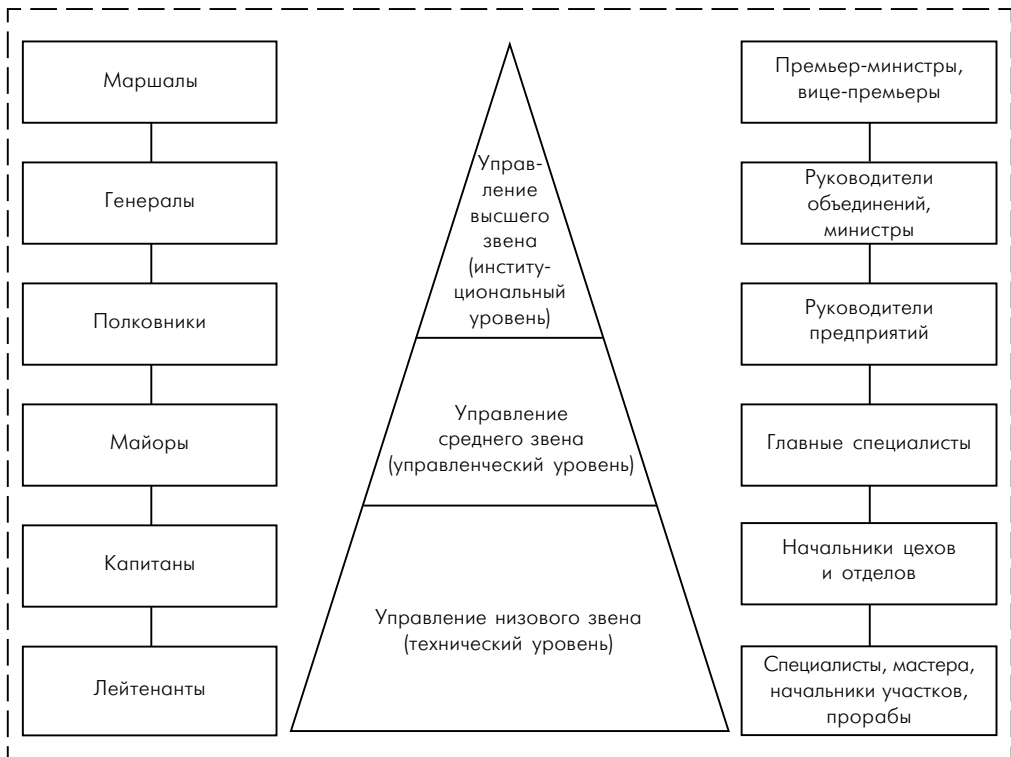 Маршалы
Генералы
Полковники
Майоры
Капитаны
Лейтенанты
Управ-
ление
высшего
звена
(институ-
циональный
уровень)
Управление
среднего звена
(управленческий уровень)
Управление низового звена
(технический уровень)
Премьер-министры,
вице-премьеры
Руководители
объединений,
министры
Руководители
предприятий
Главные специалисты
Начальники цехов
и отделов
Специалисты, мастера,
начальники участков,
прорабы